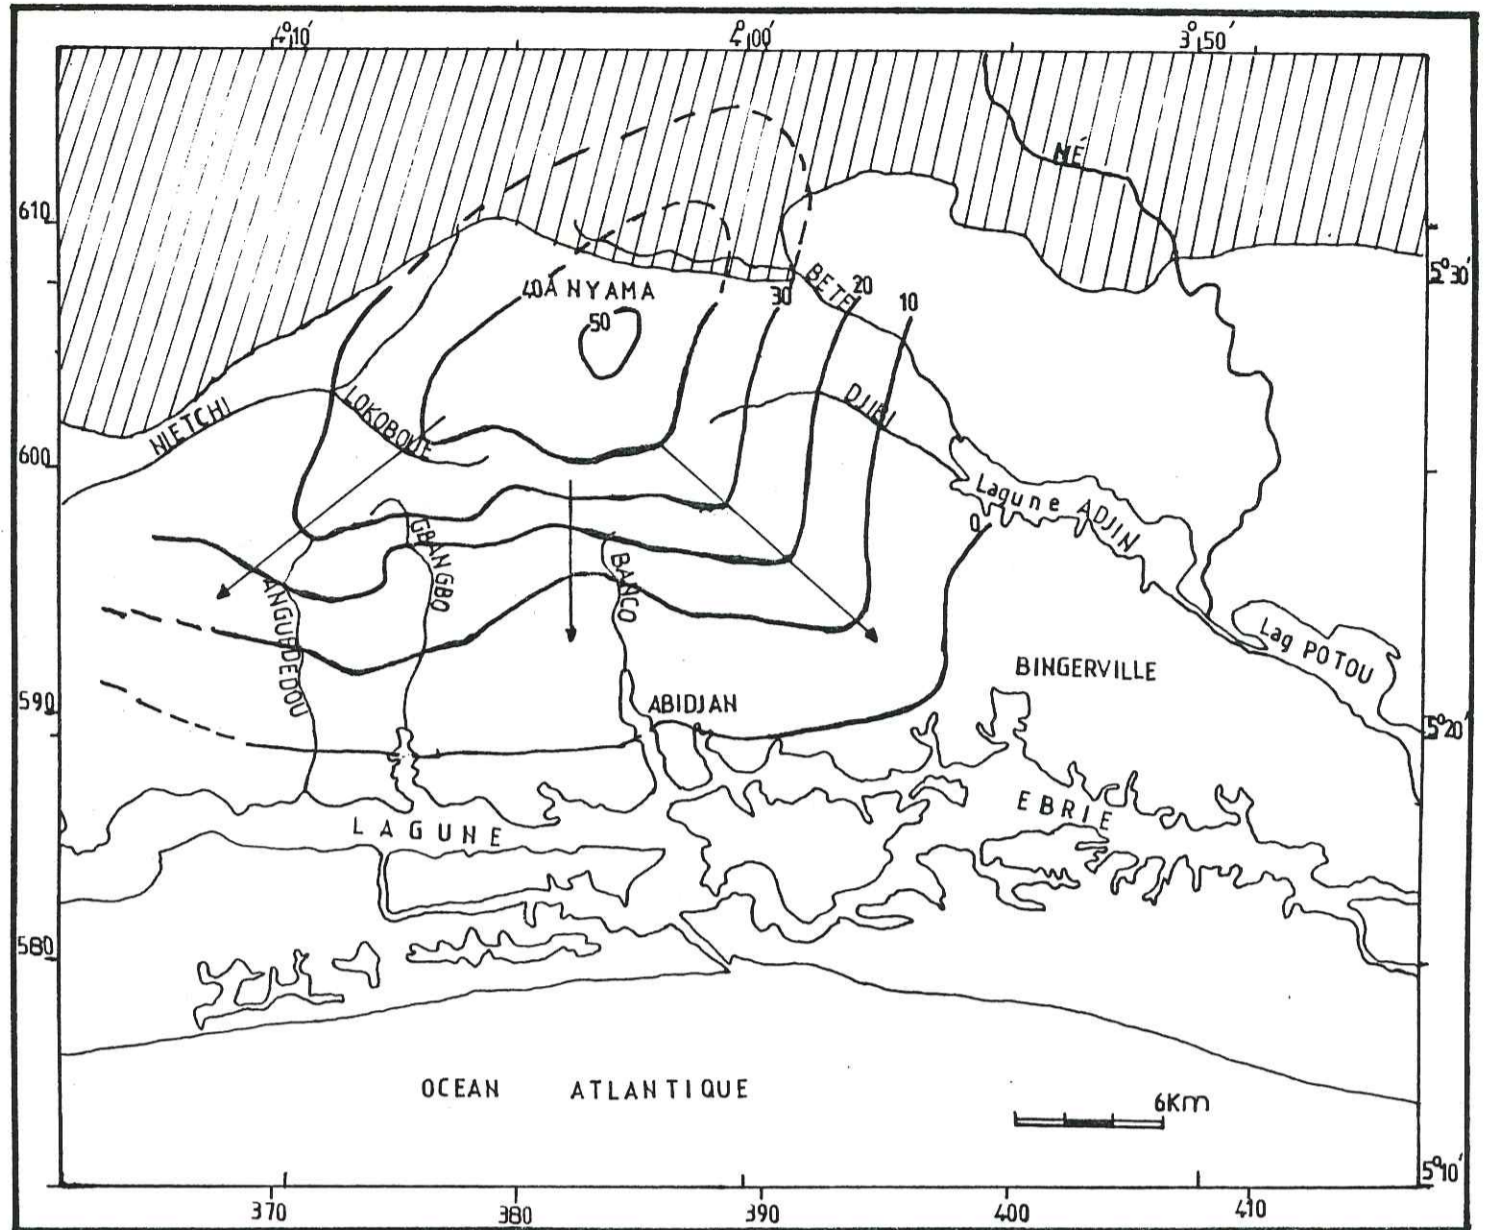 4°10'
4°00'
3°50'
MÉ
610
5°30'
BETE
40
ANYAMA
30
20
10
50
DJIBI
NIETCHI
LOKOBOUE
600
Lagune ADJIN
0
GBANGBO
BANCO
ANGUEDEDOU
Lag POTOU
BINGERVILLE
590
ABIDJAN
5°20'
EBRIE
LAGUNE
580
OCEAN ATLANTIQUE
6Km
5°10'
370
380
390
400
410